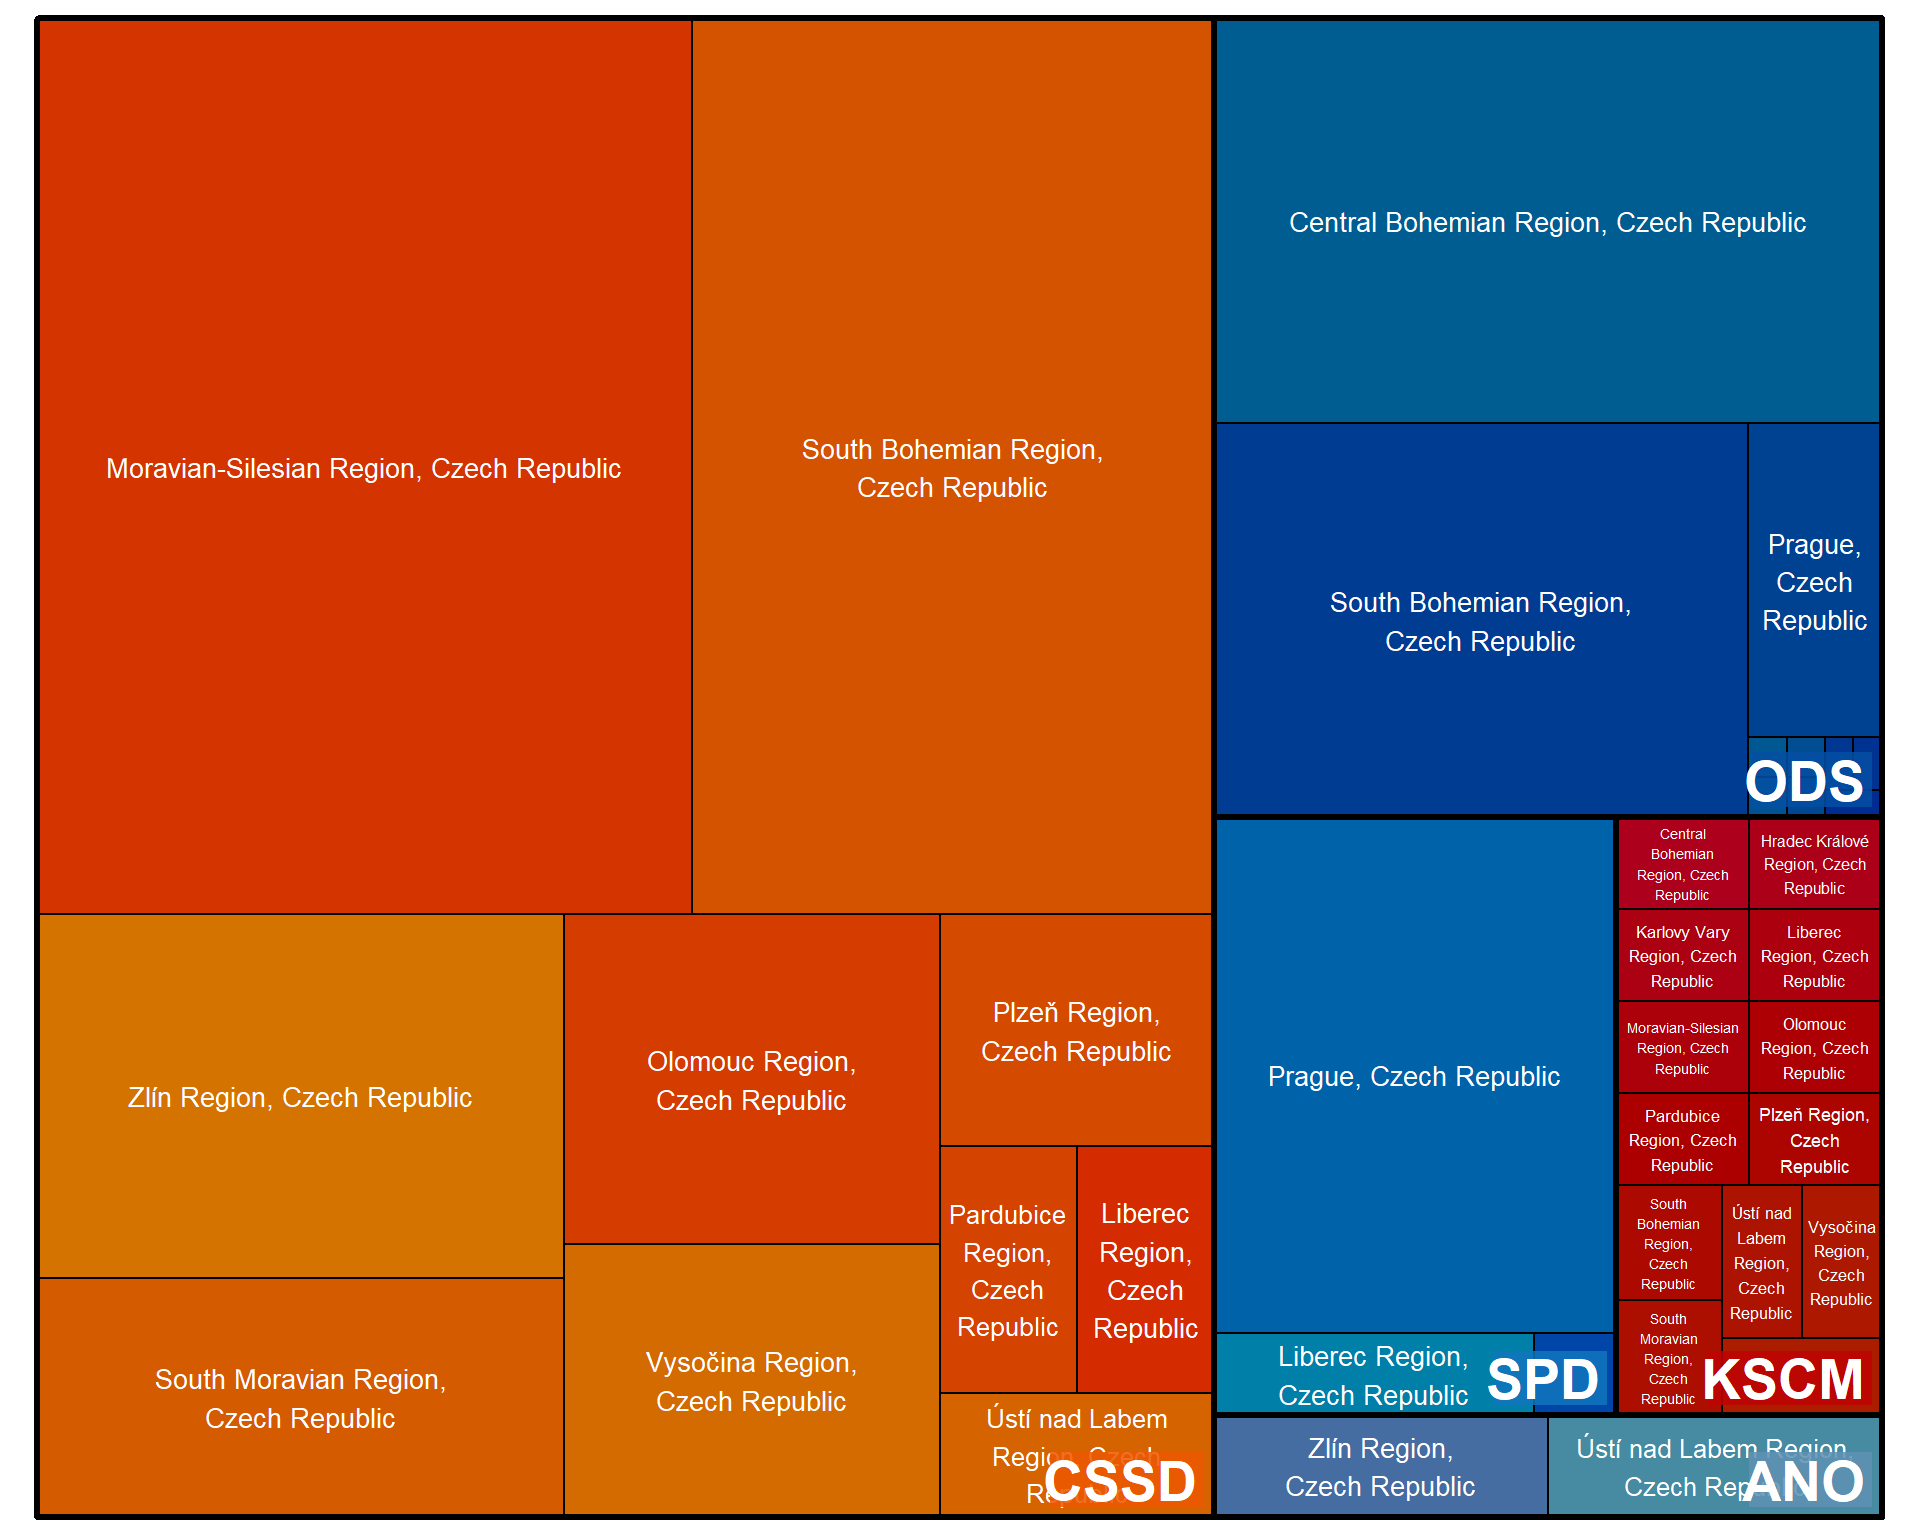 Moravian-Silesian Region, Czech Republic
South Bohemian Region,
Czech Republic
Zlín Region, Czech Republic
South Moravian Region,
Czech Republic
Olomouc Region,
Czech Republic
Vysočina Region,
Czech Republic
Plzeň Region,
Czech Republic
Pardubice
Region,
Czech
Republic
Liberec
Region,
Czech
Republic
Ústí nad Labem
Region, Czech
Republic
CSSD
Central Bohemian Region, Czech Republic
South Bohemian Region,
Czech Republic
Prague,
Czech
Republic
ODS
Prague, Czech Republic
Liberec Region,
Czech Republic
SPD
Central
Bohemian
Region, Czech
Republic
Hradec Králové
Region, Czech
Republic
Karlovy Vary
Region, Czech
Republic
Liberec
Region, Czech
Republic
Moravian-Silesian
Region, Czech
Republic
Olomouc
Region, Czech
Republic
Pardubice
Region, Czech
Republic
Plzeň Region,
Czech
Republic
South
Bohemian
Region,
Czech
Republic
Ústí nad
Labem
Region,
Czech
Republic
Vysočina
Region,
Czech
Republic
South
Moravian
Region,
Czech
Republic
KSCM
Zlín Region,
Czech Republic
Ústí nad Labem Region,
Czech Republic
ANO